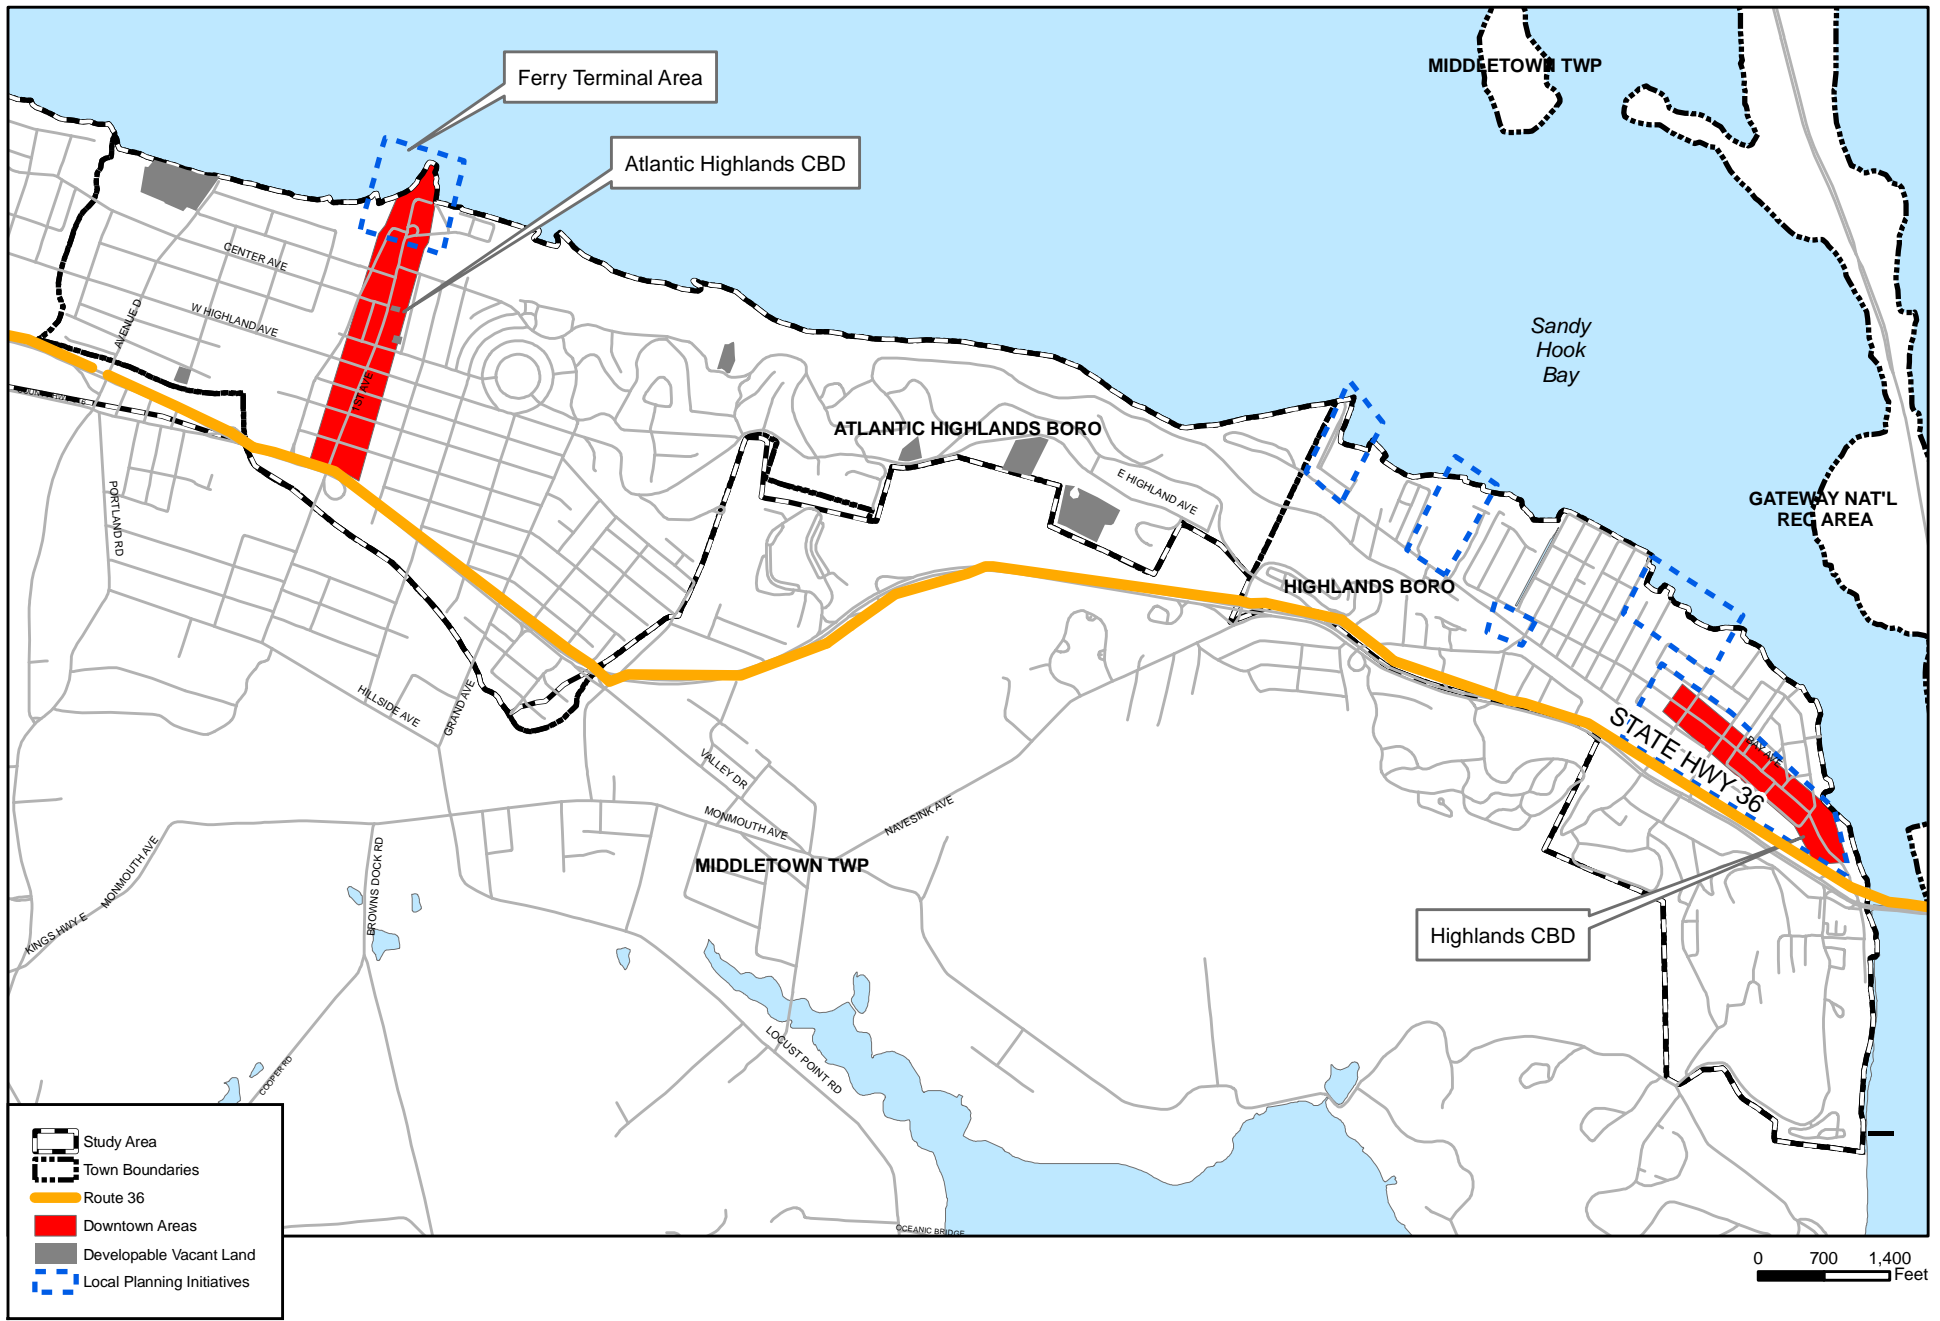 Ferry Terminal Area
MIDDLETOWN TWP
Atlantic Highlands CBD
CENTER AVE
W HIGHLAND AVE
AVENUE D
Sandy
Hook
Bay
1ST AVE
ATLANTIC HIGHLANDS BORO
E HIGHLAND AVE
PORTLAND RD
GATEWAY NAT'L
REC AREA
HIGHLANDS BORO
HILLSIDE AVE
GRAND AVE
STATE HWY 36
BAY AVE
VALLEY DR
MONMOUTH AVE
NAVESINK AVE
MIDDLETOWN TWP
KINGS HWY E
MONMOUTH AVE
BROWNS DOCK RD
Highlands CBD
LOCUST POINT RD
COOPER RD
OCEANIC BRIDGE
Study Area
Town Boundaries
Route 36
Downtown Areas
Developable Vacant Land
Local Planning Initiatives
0 700 1,400
Feet